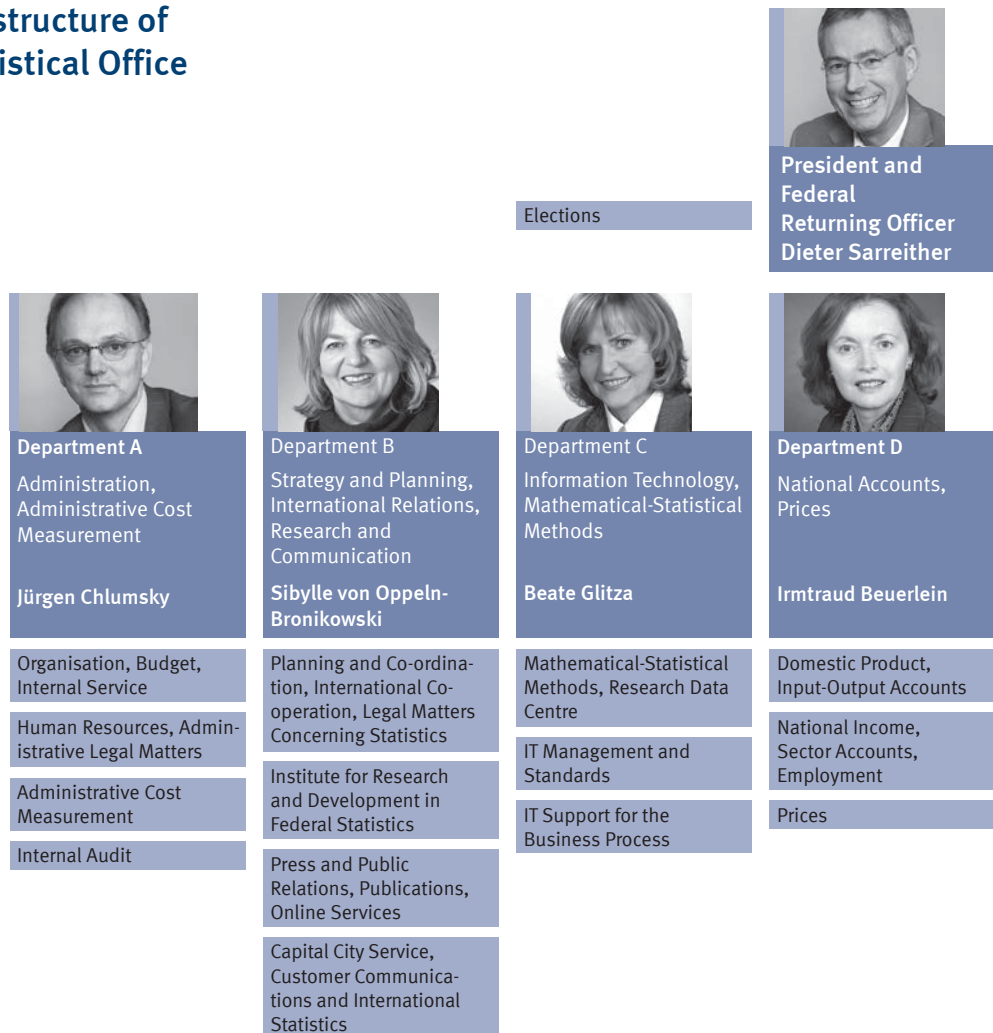 structure of
istical Office
President and
Federal
Returning Officer
Dieter Sarreither
Elections
Department A
Administration,
Administrative Cost
Measurement
Jürgen Chlumsky
Department B
Strategy and Planning,
International Relations,
Research and
Communication
Sibylle von Oppeln-
Bronikowski
Department C
Information Technology,
Mathematical-Statistical
Methods
Beate Glitza
Department D
National Accounts,
Prices
Irmtraud Beuerlein
Organisation, Budget,
Internal Service
Human Resources, Admin-
istrative Legal Matters
Administrative Cost
Measurement
Internal Audit
Planning and Co-ordina-
tion, International Co-
operation, Legal Matters
Concerning Statistics
Institute for Research
and Development in
Federal Statistics
Press and Public
Relations, Publications,
Online Services
Capital City Service,
Customer Communica-
tions and International
Statistics
Mathematical-Statistical
Methods, Research Data
Centre
IT Management and
Standards
IT Support for the
Business Process
Domestic Product,
Input-Output Accounts
National Income,
Sector Accounts,
Employment
Prices